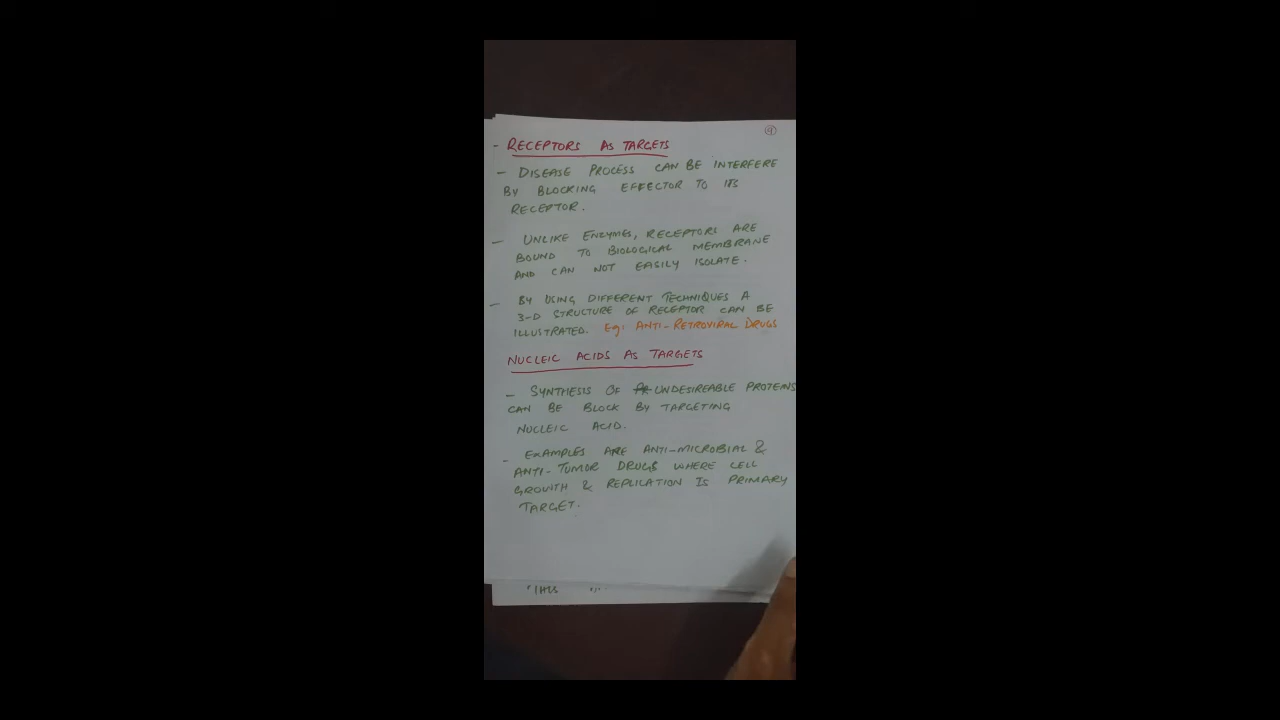 - RECEPTORS AS TARGETS
- DISEASE PROCESS CAN BE INTERFERE
BY BLOCKING EFFECTOR TO ITS
RECEPTOR.
- UNLIKE ENZYMES, RECEPTORS ARE
BOUND TO BIOLOGICAL MEMBRANE
AND CAN NOT EASILY ISOLATE.
- BY USING DIFFERENT TECHNIQUES A
3-D STRUCTURE OF RECEPTOR CAN BE
ILLUSTRATED. Eg: ANTI-RETROVIRAL DRUGS
NUCLEIC ACIDS AS TARGETS
- SYNTHESIS OF UNDESIREABLE PROTEINS
CAN BE BLOCK BY TARGETING
NUCLEIC ACID.
- EXAMPLES ARE ANTI-MICROBIAL &
ANTI-TUMOR DRUGS WHERE CELL
GROWTH & REPLICATION IS PRIMARY
TARGET.